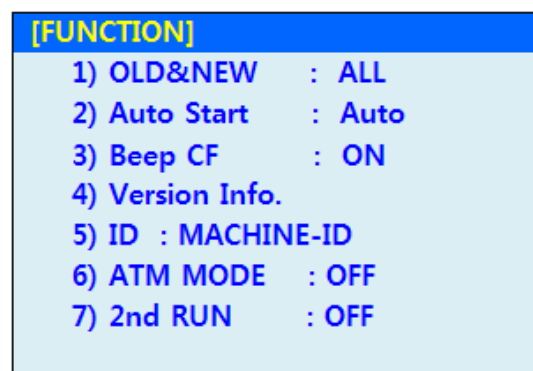 [FUNCTION]
1) OLD&NEW : ALL
2) Auto Start : Auto
3) Beep CF : ON
4) Version Info.
5) ID : MACHINE-ID
6) ATM MODE : OFF
7) 2nd RUN : OFF